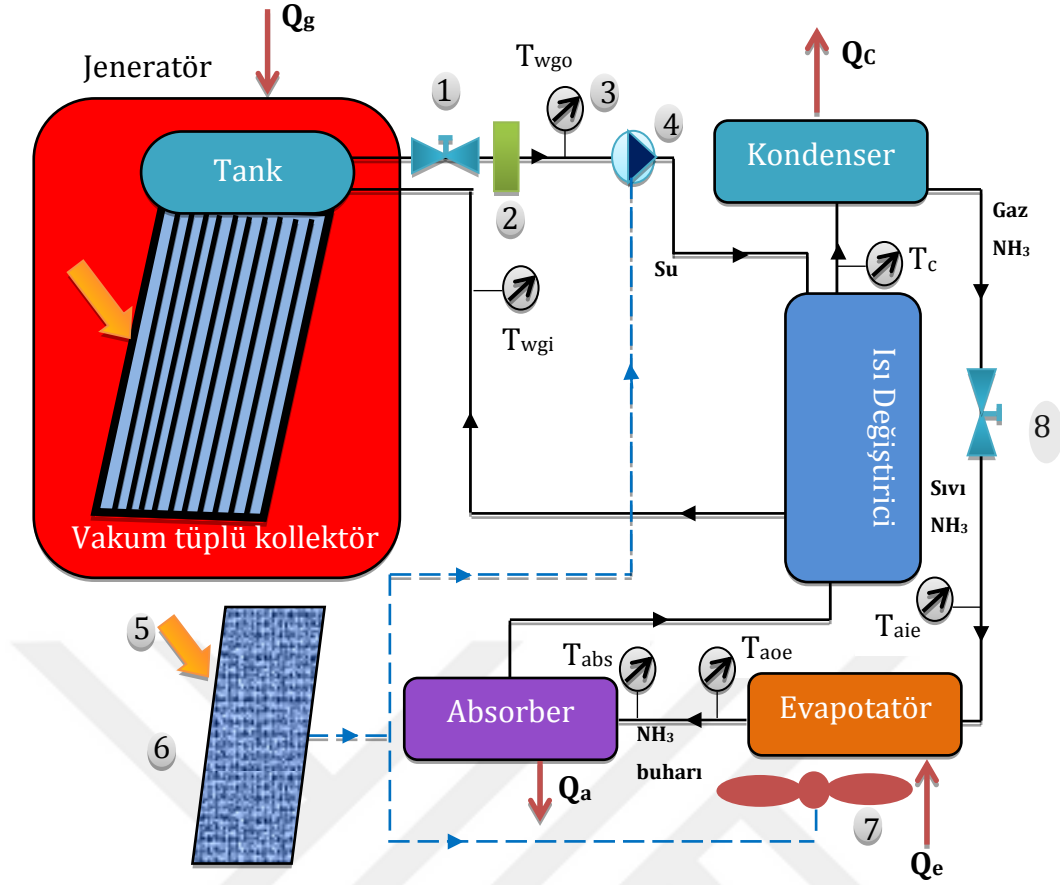 Qg
Jeneratör
Twgo
1
3
4
QC
Tank
Kondenser
2
Gaz
NH3
Su
Tc
Twgi
Isı Değiştirici
8
Sıvı
NH3
Vakum tüplü kollektör
Taie
5
Tabs
Taoe
Absorber
Evapotatör
6
NH3
buharı
Qa
7
Qe